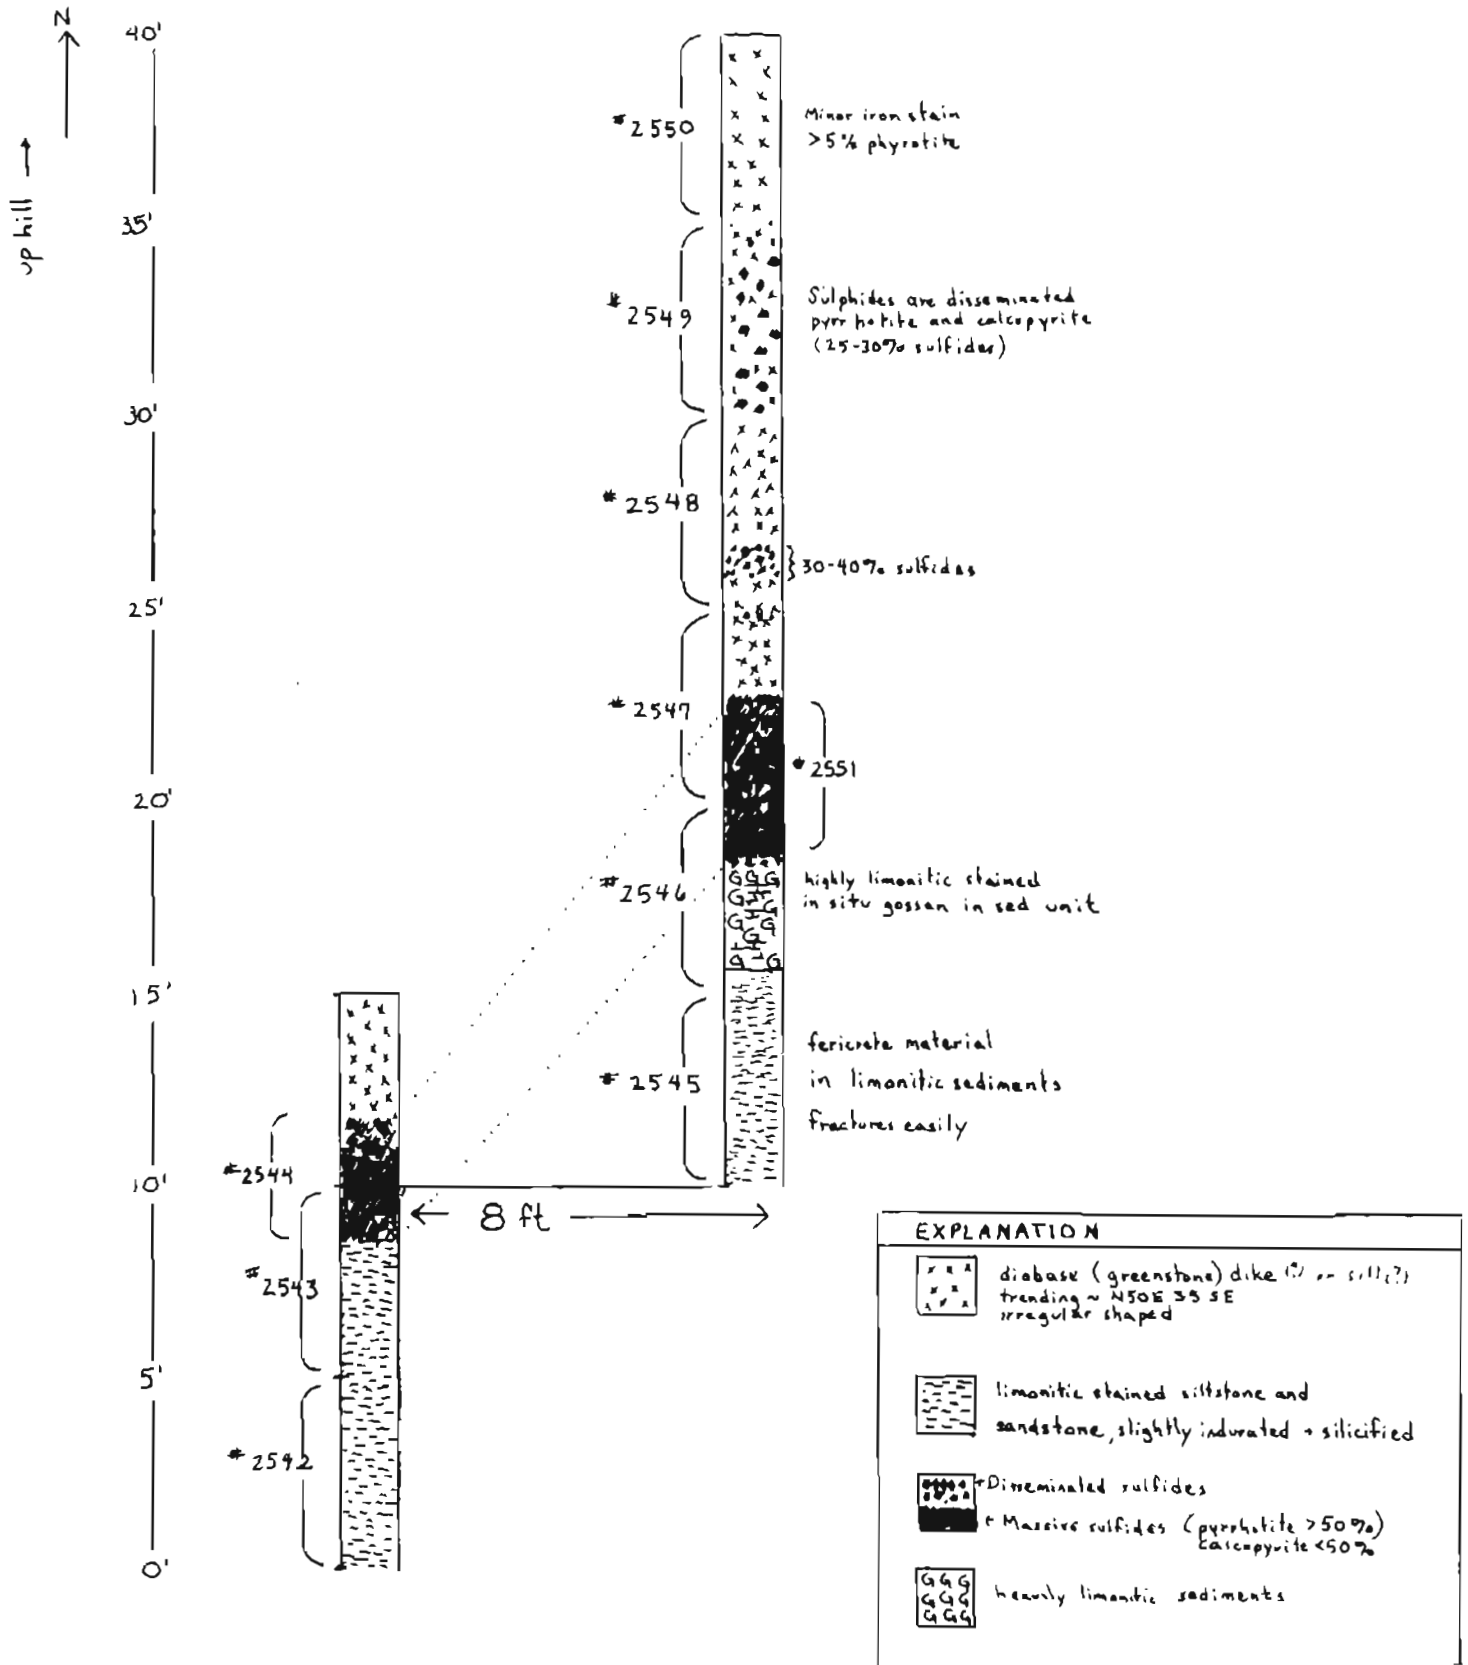 N
up hill →
40'
35'
30'
25'
20'
15'
10'
5'
0'
#2550
Minor iron stain
>5% phyrotite
#2549
Sulphides are disseminated
pyrrhotite and calcopyrite
(25-30% sulfides)
#2548
30-40% sulfides
#2547
#2551
#2546
highly limonitic stained
in situ gossan in sed unit
#2545
fericrete material
in limonitic sediments
fractures easily
#2544
8 ft
#2543
#2542
EXPLANATION
diabase (greenstone) dike (?) or sill(?)
trending ~ N50E 35 SE
irregular shaped
limonitic stained siltstone and
sandstone, slightly indurated + silicified
Disseminated sulfides
Massive sulfides (pyrrhotite >50%)
calcopyrite <50%
G G G
G G G
G G G
heavily limonitic sediments